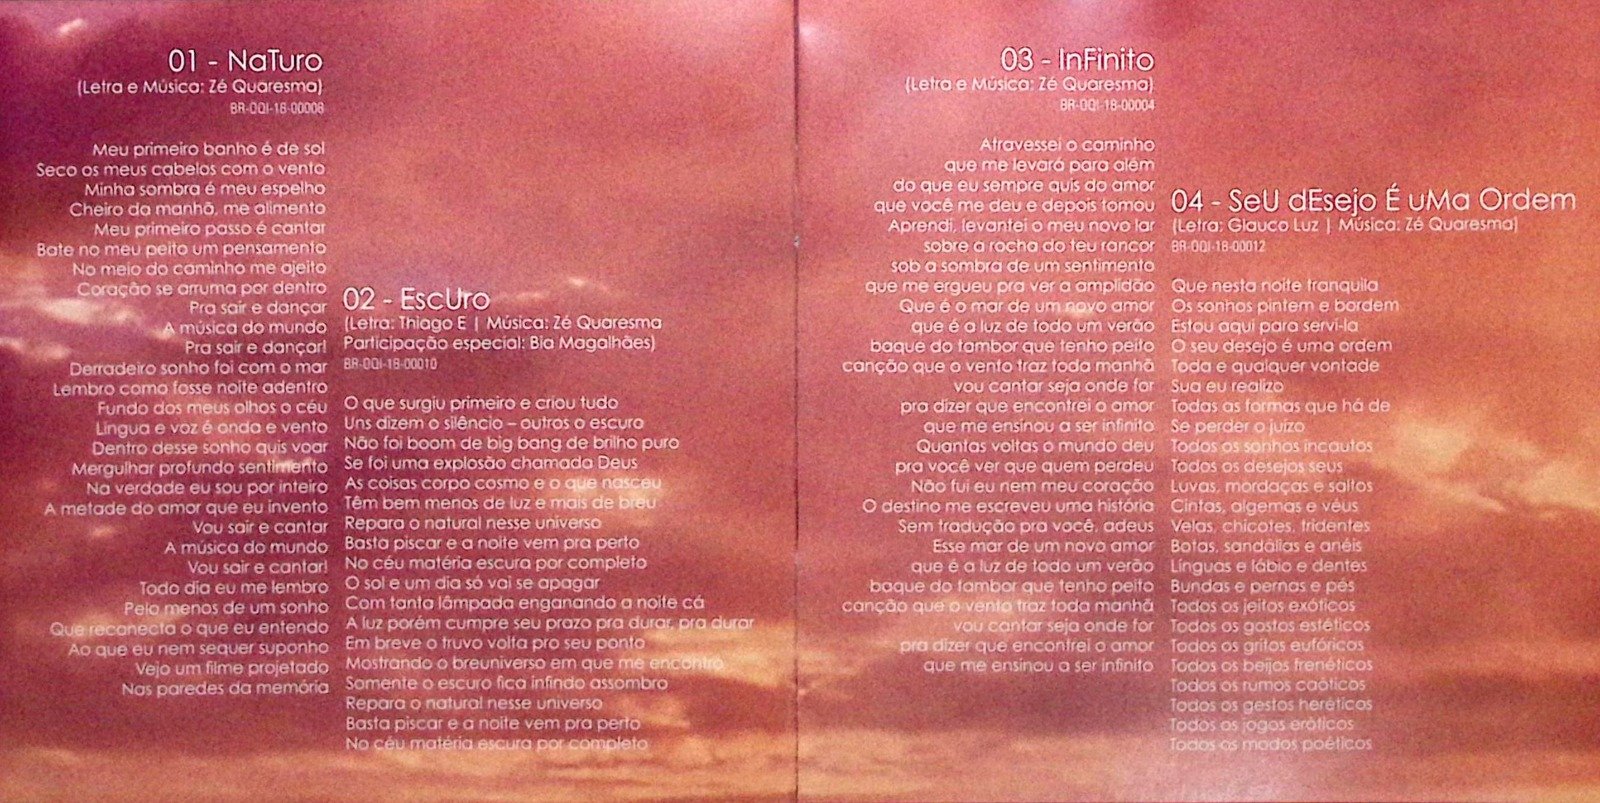 01 - NaTuro
(Letra e Música: Zé Quaresma)
BR-OQI-18-00006
Meu primeiro banho é de sol
Seco os meus cabelos com o vento
Minha sombra é meu espelho
Cheiro da manhã, me alimento
Meu primeiro passo é cantar
Bate no meu peito um pensamento
No meio do caminho me ajeito
Coração se arruma por dentro
Pra sair e dançar
A música do mundo
Pra sair e dançar!
Derradeiro sonho foi com o mar
Lembro como fosse noite adentro
Fundo dos meus olhos o céu
Língua e voz é onda e vento
Dentro desse sonho quis voar
Mergulhar profundo sentimento
Na verdade eu sou por inteiro
A metade do amor que eu invento
Vou sair e cantar
A música do mundo
Vou sair e cantar!
Todo dia eu me lembro
Pelo menos de um sonho
Que reconecta o que eu entendo
Ao que eu nem sequer suponho
Vejo um filme projetado
Nas paredes da memória
02 - EscUro
(Letra: Thiago E | Música: Zé Quaresma
Participação especial: Bia Magalhães)
BR-OQI-18-00010
O que surgiu primeiro e criou tudo
Uns dizem o silêncio – outros o escuro
Não foi boom de big bang de brilho puro
Se foi uma explosão chamada Deus
As coisas corpo cosmo e o que nasceu
Têm bem menos de luz e mais de breu
Repara o natural nesse universo
Basta piscar e a noite vem pra perto
No céu matéria escura por completo
O sol e um dia só vai se apagar
Com tanta lâmpada enganando a noite cá
A luz porém cumpre seu prazo pra durar, pra durar
Em breve o truvo volta pro seu ponto
Mostrando o breuniverso em que me encontro
Somente o escuro fica infindo assombro
Repara o natural nesse universo
Basta piscar e a noite vem pra perto
No céu matéria escura por completo
03 - InFinito
(Letra e Música: Zé Quaresma)
BR-OQI-18-00004
Atravessei o caminho
que me levará para além
do que eu sempre quis do amor
que você me deu e depois tomou
Aprendi, levantei o meu novo lar
sobre a rocha do teu rancor
sob a sombra de um sentimento
que me ergueu pra ver a amplidão
Que é o mar de um novo amor
que é a luz de todo um verão
baque do tambor que tenho peito
canção que o vento traz toda manhã
vou cantar seja onde for
pra dizer que encontrei o amor
que me ensinou a ser infinito
Quantas voltas o mundo deu
pra você ver que quem perdeu
Não fui eu nem meu coração
O destino me escreveu uma história
Sem tradução pra você, adeus
Esse mar de um novo amor
que é a luz de todo um verão
baque do tambor que tenho peito
canção que o vento traz toda manhã
vou cantar seja onde for
pra dizer que encontrei o amor
que me ensinou a ser infinito
04 - SeU dEsejo É uMa Ordem
(Letra: Glauco Luz | Música: Zé Quaresma)
BR-OQI-18-00012
Que nesta noite tranquila
Os sonhos pintem e bordem
Estou aqui para servi-la
O seu desejo é uma ordem
Toda e qualquer vontade
Sua eu realizo
Todas as formas que há de
Se perder o juízo
Todos os sonhos incautos
Todos os desejos seus
Luvas, mordaças e saltos
Cintas, algemas e véus
Velas, chicotes, tridentes
Botas, sandálias e anéis
Línguas e lábio e dentes
Bundas e pernas e pés
Todos os jeitos exóticos
Todos os gostos estéticos
Todos os gritos eufóricos
Todos os beijos frenéticos
Todos os rumos caóticos
Todos os gestos heréticos
Todos os jogos eróticos
Todos os modos poéticos